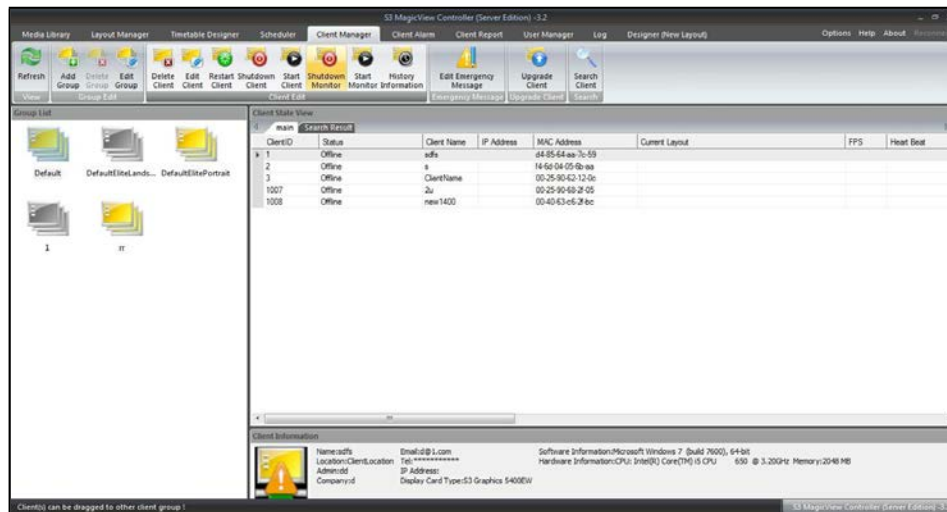 S3 MagicView Controller (Server Edition) -3.2
Media Library Layout Manager Timetable Designer Scheduler Client Manager Client Alarm Client Report User Manager Log Designer (New Layout) Options Help About
Refresh Add Group Delete Group Edit Group Delete Client Edit Client Restart Client Shutdown Client Start Client Shutdown Monitor Start Monitor History Information Edit Emergency Message Upgrade Client Search Client
View Group Edit Client Edit Emergency Message Upgrade Client Search
Group List Client State View
main Search Result
ClientID Status Client Name IP Address MAC Address Current Layout FPS Heart Beat
1 Offline sdfs d4-85-64-aa-7c-59
2 Offline s f4-6d-04-05-6b-aa
3 Offline ClientName 00-25-90-62-12-0c
1007 Offline 2u 00-25-90-68-2f-05
1008 Offline new1400 00-40-63-e6-2f-bc
Default DefaultEliteLands... DefaultElitePortrait
1 rr
Client Information
Name:sdfs Email:d@1.com Software Information:Microsoft Windows 7 (build 7600), 64-bit
Location:ClientLocation Tel:*********** Hardware Information:CPU: Intel(R) Core(TM) i5 CPU 650 @ 3.20GHz Memory:2048 MB
Admin:dd IP Address:
Company:d Display Card Type:S3 Graphics 5400EW
Client(s) can be dragged to other client group ! S3 MagicView Controller (Server Edition) -3